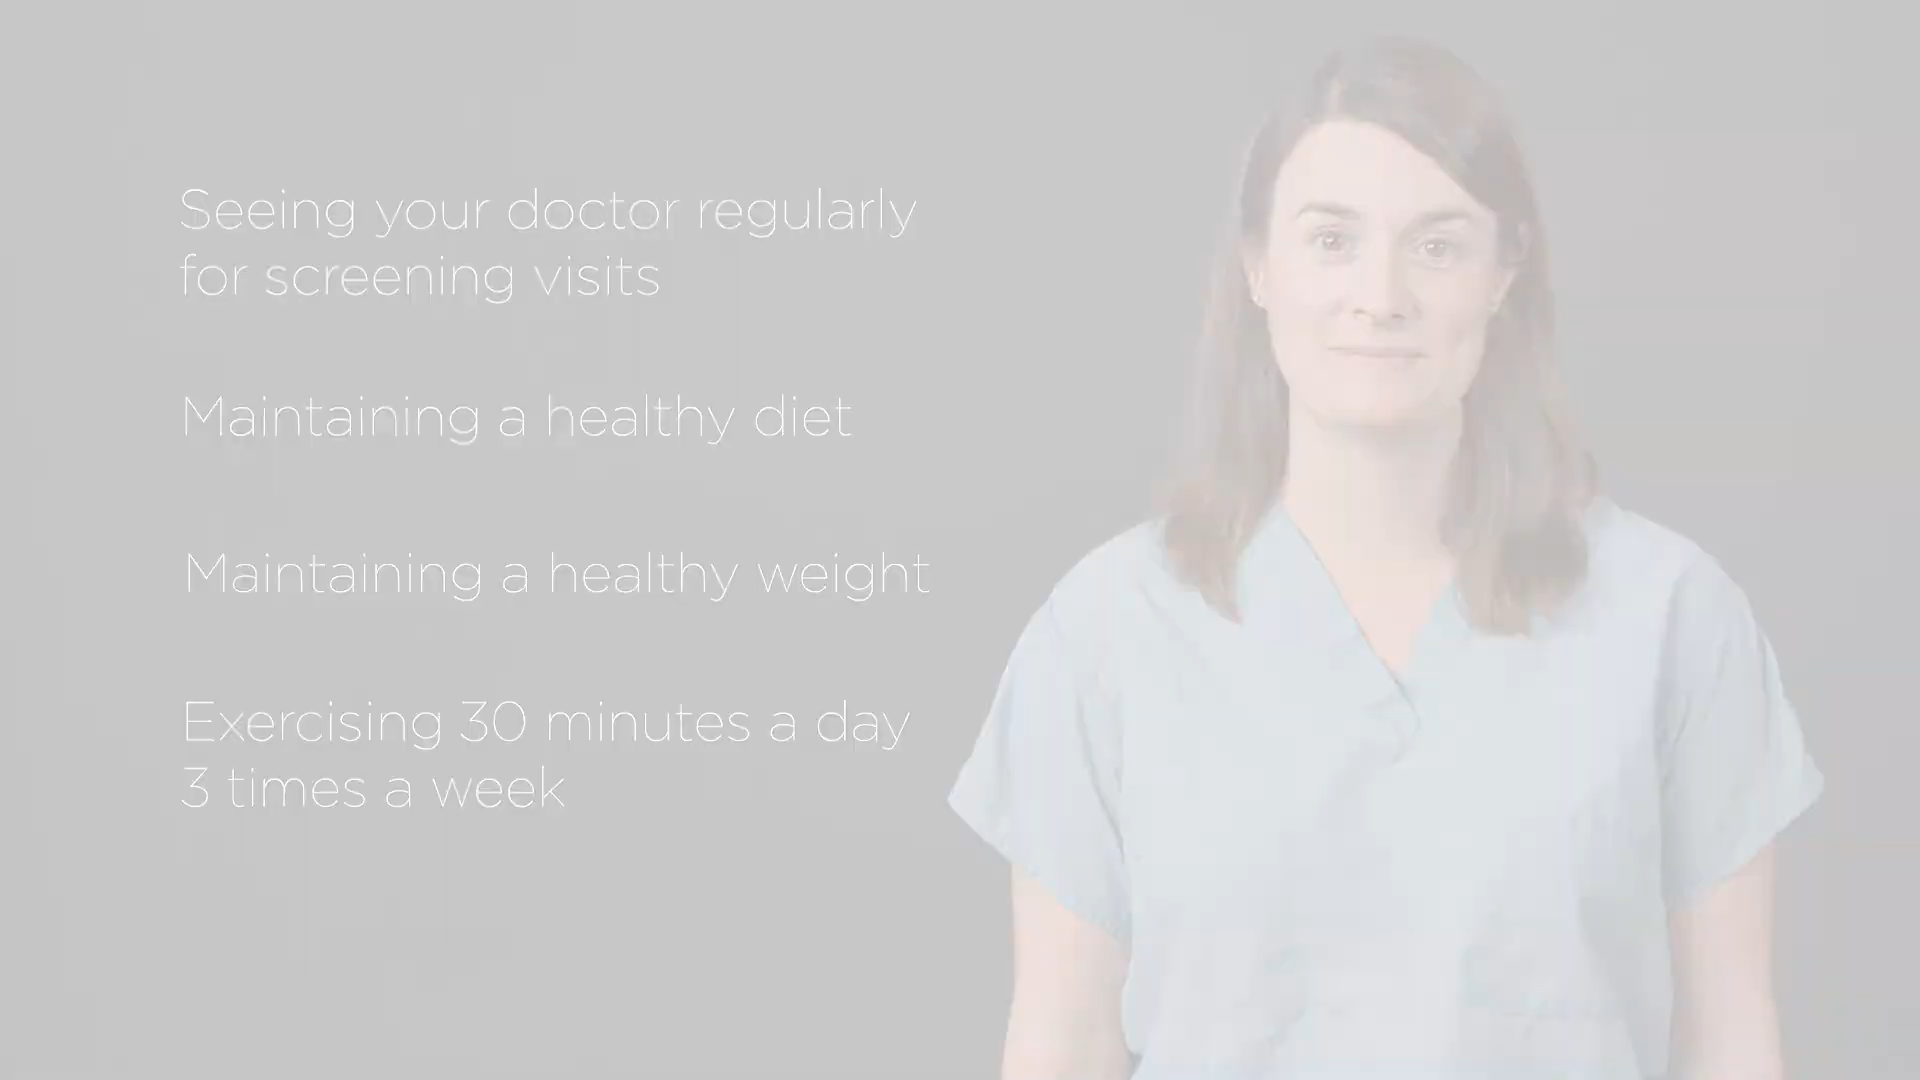 Seeing your doctor regularly
for screening visits
Maintaining a healthy diet
Maintaining a healthy weight
Exercising 30 minutes a day
3 times a week